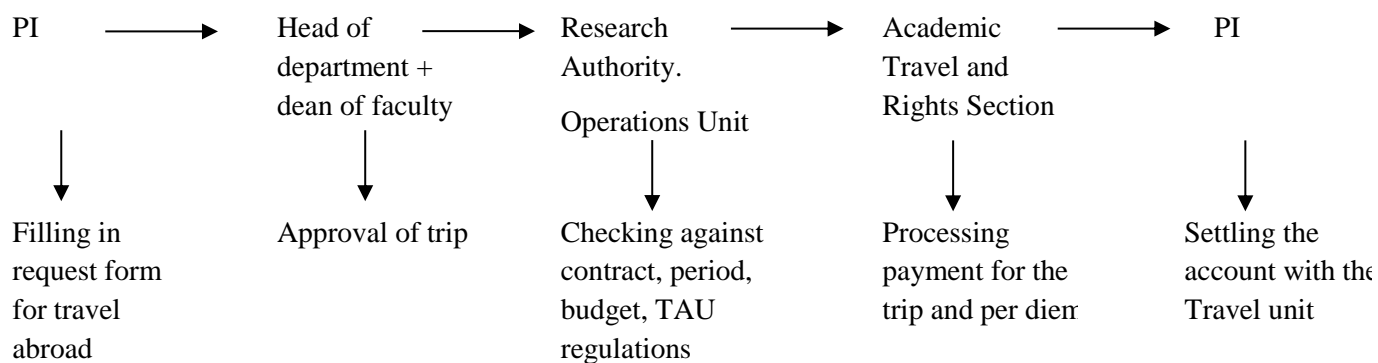 PI
Head of
department +
dean of faculty
Research
Authority.
Operations Unit
Academic
Travel and
Rights Section
PI
Filling in
request form
for travel
abroad
Approval of trip
Checking against
contract, period,
budget, TAU
regulations
Processing
payment for the
trip and per diem
Settling the
account with the
Travel unit